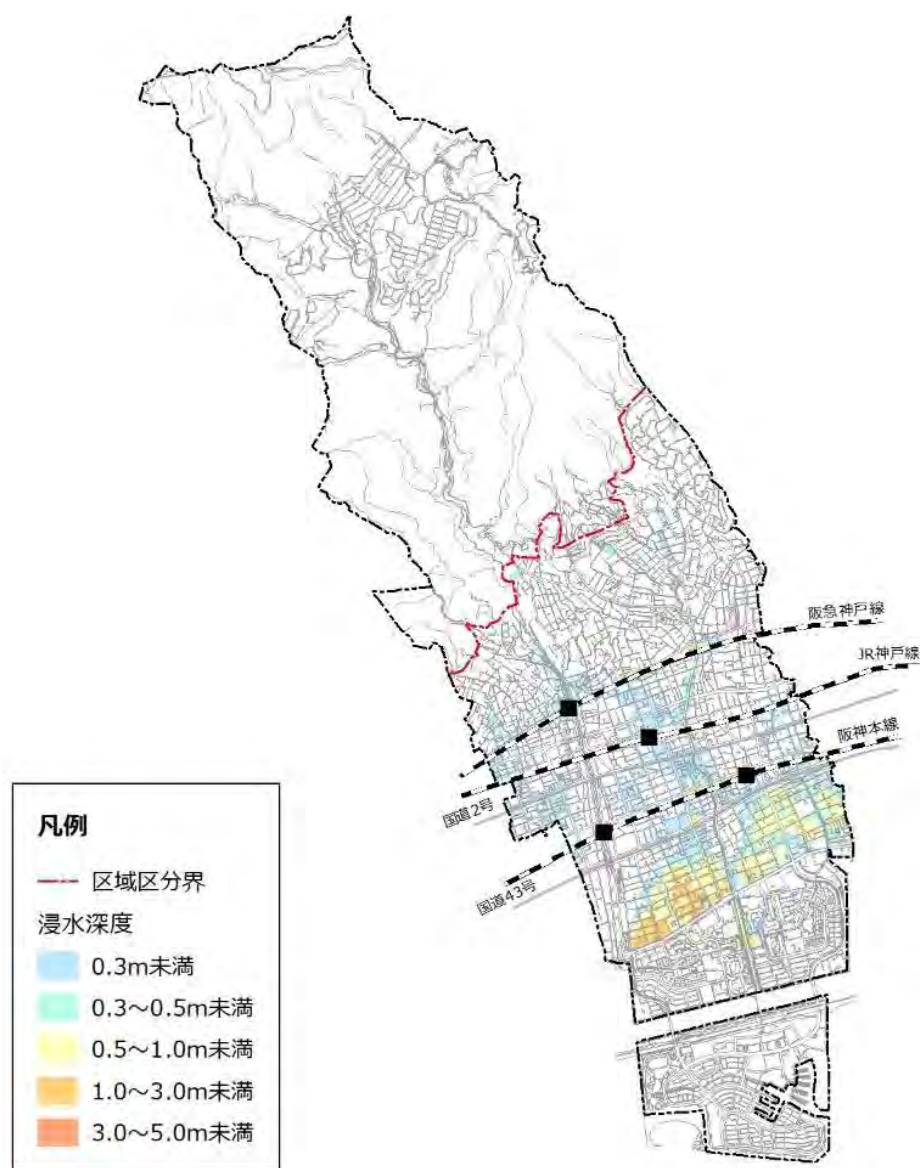 阪急神戸線
JR神戸線
阪神本線
国道2号
国道43号
凡例
区域区分界
浸水深度
0.3m未満
0.3～0.5m未満
0.5～1.0m未満
1.0～3.0m未満
3.0～5.0m未満